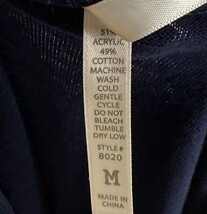 51%
ACRYLIC
49%
COTTON
MACHINE
WASH
COLD
GENTLE
CYCLE
DO NOT
BLEACH
TUMBLE
DRY LOW
STYLE#
8020
M
MADE IN
CHINA